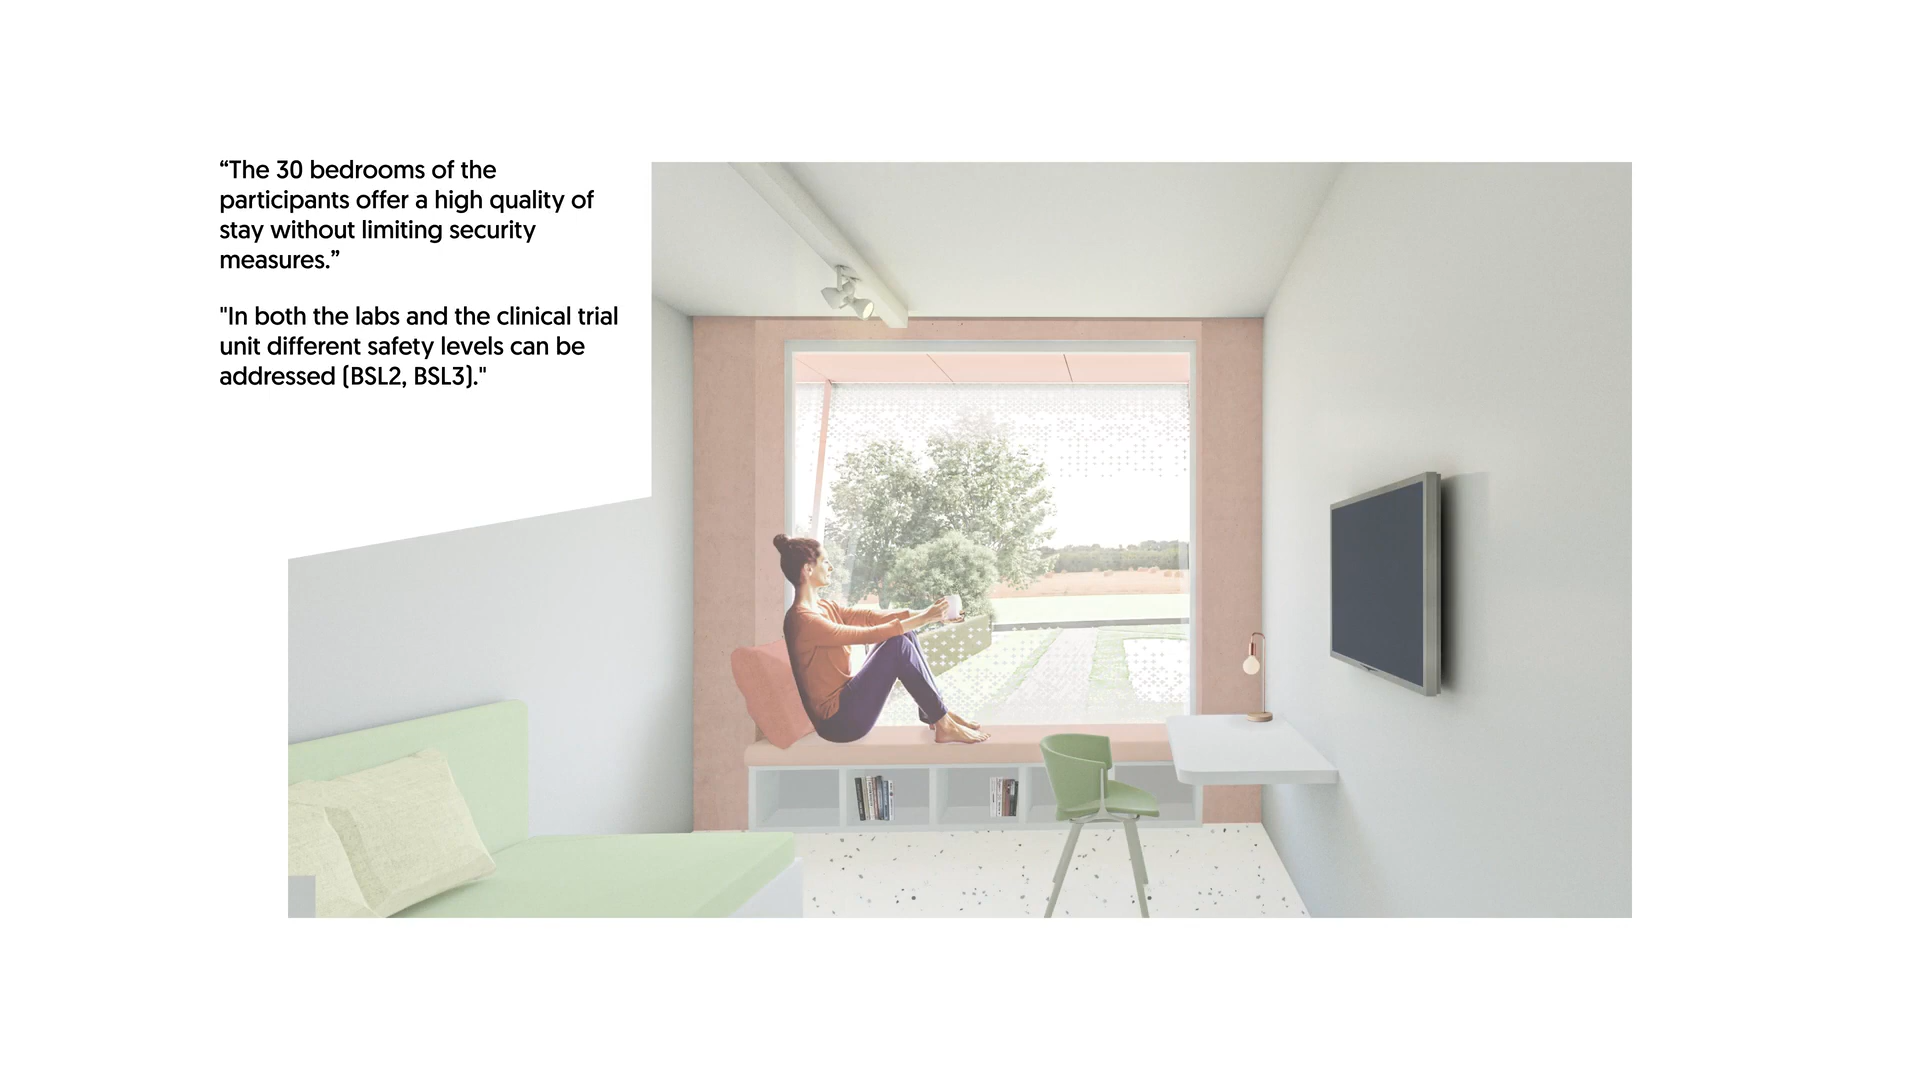 “The 30 bedrooms of the
participants offer a high quality of
stay without limiting security
measures.”
"In both the labs and the clinical trial
unit different safety levels can be
addressed (BSL2, BSL3)."